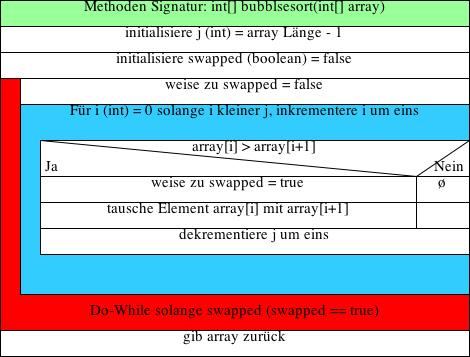 Methoden Signatur: int[] bubblsesort(int[] array)
initialisiere j (int) = array Länge - 1
initialisiere swapped (boolean) = false
weise zu swapped = false
Für i (int) = 0 solange i kleiner j, inkrementere i um eins
array[i] > array[i+1]
Ja Nein
weise zu swapped = true ø
tausche Element array[i] mit array[i+1]
dekrementiere j um eins
Do-While solange swapped (swapped == true)
gib array zurück